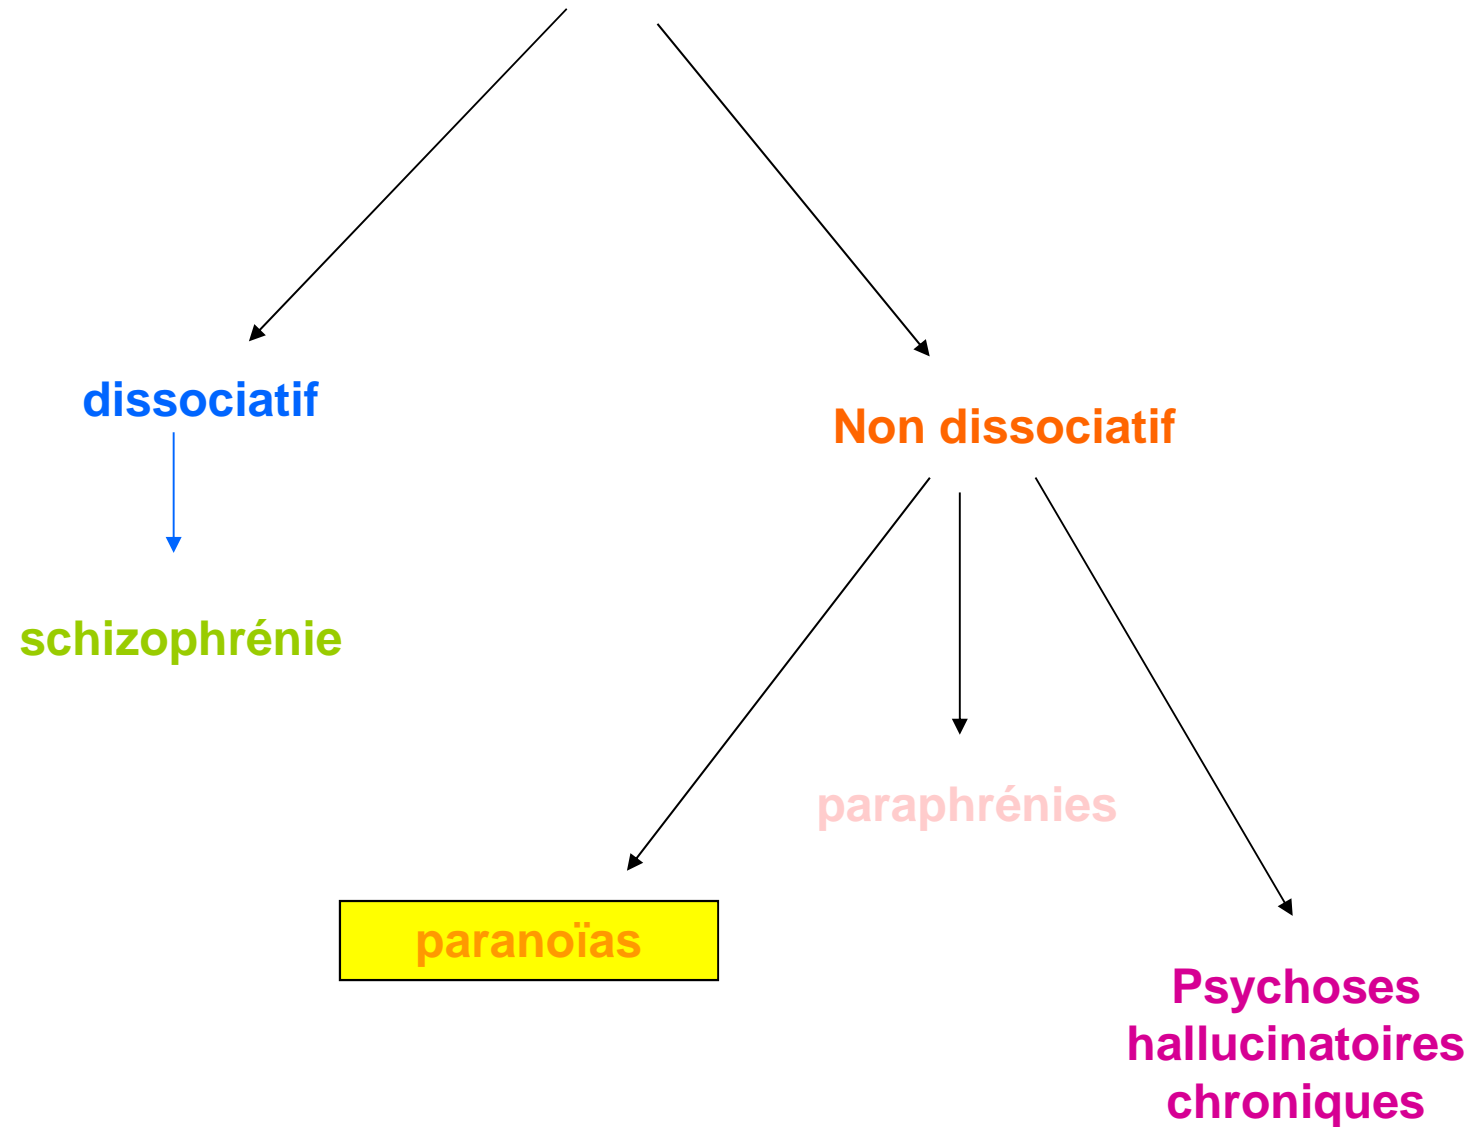 dissociatif
Non dissociatif
schizophrénie
paraphrénies
paranoïas
Psychoses
hallucinatoires
chroniques